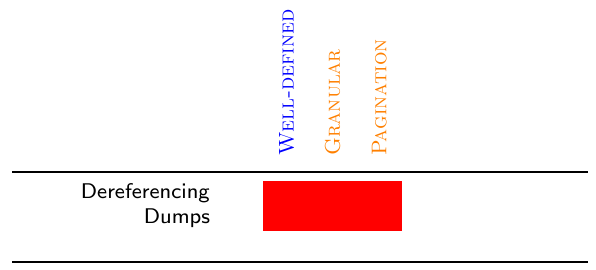 Well-defined
Granular
Pagination
Dereferencing
Dumps